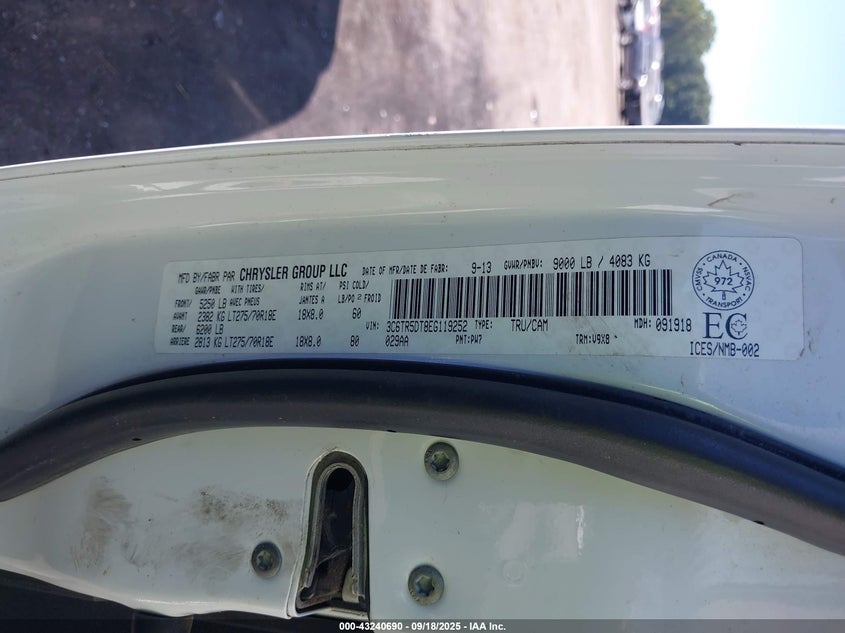 MFD BY/FABR PAR CHRYSLER GROUP LLC DATE OF MFR/DATE DE FABR: 9-13 GVWR/PNBV: 9000 LB / 4083 KG
GAWR/PNBE WITH TIRES/ RIMS AT/ PSI COLD/
FRONT/ 5250 LB AVEC PNEUS JANTES A LB/PO2 FROID
AVANT 2382 KG LT275/70R18E 18X8.0 60
REAR/ 6200 LB
ARRIERE 2813 KG LT275/70R18E 18X8.0 80
VIN: 3C6TR5DT8EG119252 TYPE: TRU/CAM MDH: 091918
029AA PNT: PW7 TRM: V9X8 *
CMVSS CANADA NSVAC
972
TRANSPORT
EC
ICES/NMB-002
000-43240690 - 09/18/2025 - IAA Inc.